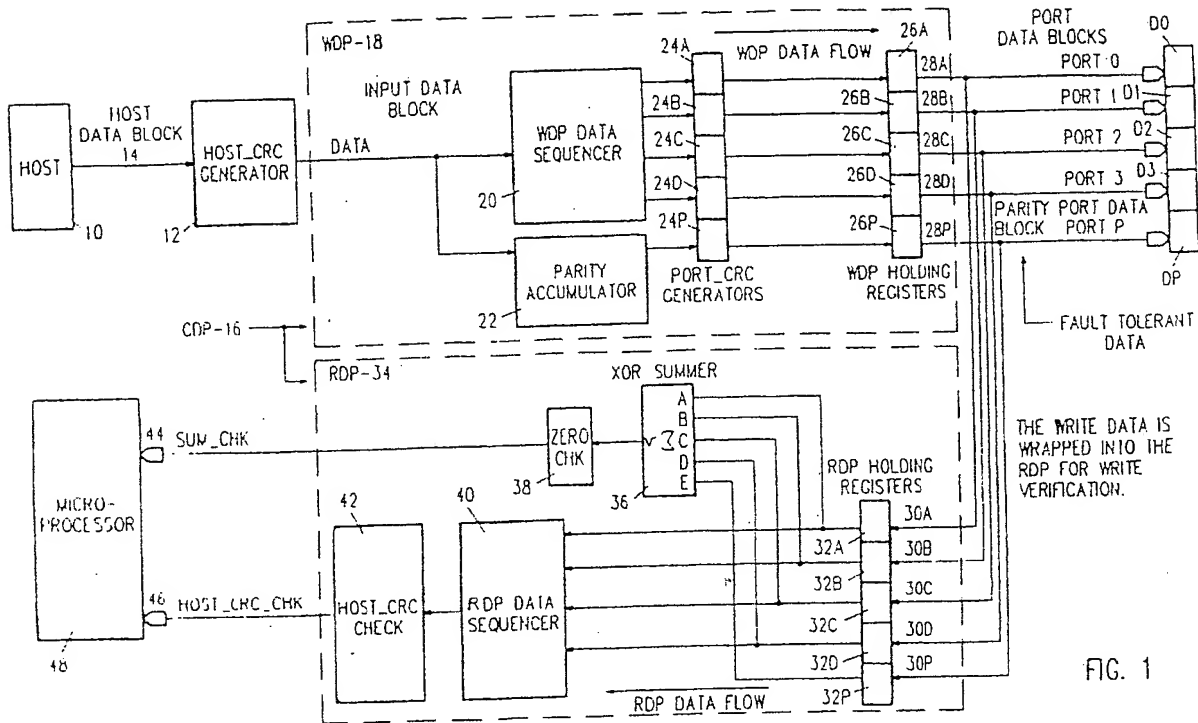 WDP-18
WDP DATA FLOW
PORT
DATA BLOCKS
D0
24A
26A
28A
PORT 0
HOST
DATA BLOCK
14
INPUT DATA
BLOCK
24B
26B
28B
PORT 1
D1
HOST
HOST_CRC
GENERATOR
DATA
WDP DATA
SEQUENCER
24C
26C
28C
PORT 2
D2
24D
26D
28D
PORT 3
D3
10
12
20
24P
26P
28P
PARITY PORT DATA
BLOCK PORT P
PARITY
ACCUMULATOR
22
PORT_CRC
GENERATORS
WDP HOLDING
REGISTERS
DP
CDP-16
FAULT TOLERANT
DATA
RDP-34
XOR SUMMER
A
B
C
D
E
Σ
36
44
SUM_CHK
ZERO
CHK
38
RDP HOLDING
REGISTERS
THE WRITE DATA IS
WRAPPED INTO THE
RDP FOR WRITE
VERIFICATION.
MICRO-
PROCESSOR
42
40
30A
32A
30B
32B
46
HOST_CRC_CHK
HOST_CRC
CHECK
RDP DATA
SEQUENCER
30C
32C
30D
32D
30P
32P
48
RDP DATA FLOW
FIG. 1